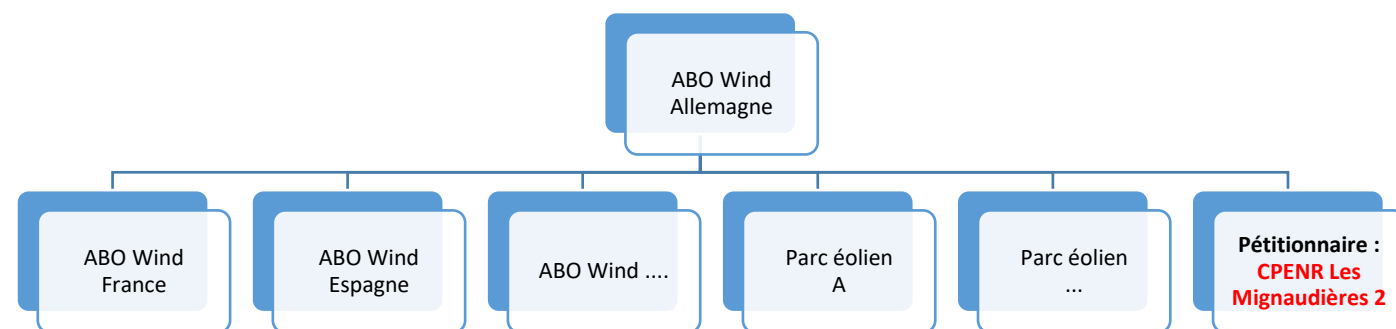 ABO Wind
Allemagne
ABO Wind
France
ABO Wind
Espagne
ABO Wind ....
Parc éolien
A
Parc éolien
...
Pétitionnaire :
CPENR Les
Mignaudières 2